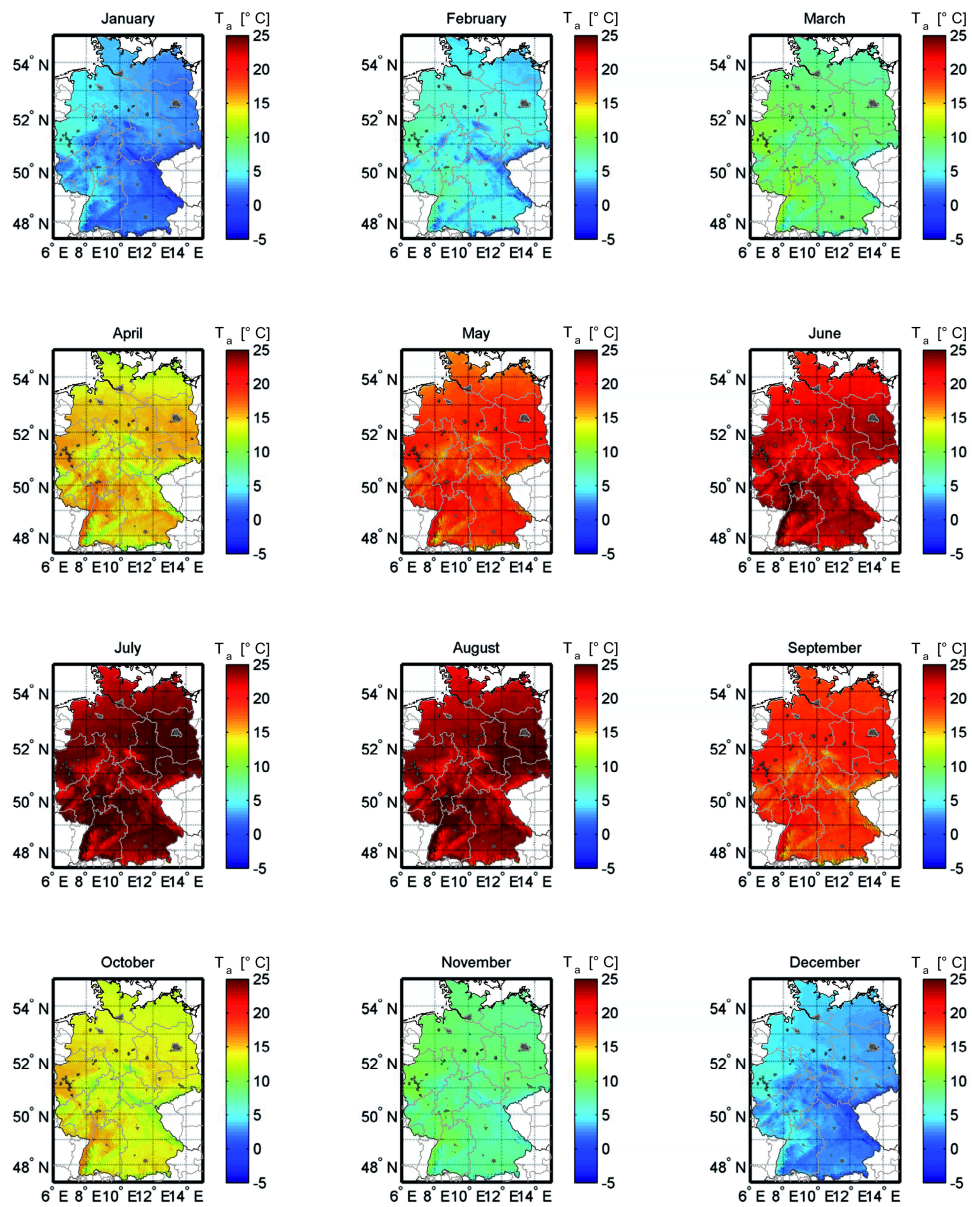 January T a [° C] February T a [° C] March T a [° C]
25 25 25
54° N 54° N 54° N
20 20 20
15 15 15
52° N 52° N 52° N
10 10 10
50° N 50° N 50° N
5 5 5
0 0 0
48° N 48° N 48° N
-5 -5 -5
6° E 8° E10° E12° E14° E 6° E 8° E10° E12° E14° E 6° E 8° E10° E12° E14° E
April T a [° C] May T a [° C] June T a [° C]
25 25 25
54° N 54° N 54° N
20 20 20
15 15 15
52° N 52° N 52° N
10 10 10
50° N 50° N 50° N
5 5 5
0 0 0
48° N 48° N 48° N
-5 -5 -5
6° E 8° E10° E12° E14° E 6° E 8° E10° E12° E14° E 6° E 8° E10° E12° E14° E
July T a [° C] August T a [° C] September T a [° C]
25 25 25
54° N 54° N 54° N
20 20 20
15 15 15
52° N 52° N 52° N
10 10 10
50° N 50° N 50° N
5 5 5
0 0 0
48° N 48° N 48° N
-5 -5 -5
6° E 8° E10° E12° E14° E 6° E 8° E10° E12° E14° E 6° E 8° E10° E12° E14° E
October T a [° C] November T a [° C] December T a [° C]
25 25 25
54° N 54° N 54° N
20 20 20
15 15 15
52° N 52° N 52° N
10 10 10
50° N 50° N 50° N
5 5 5
0 0 0
48° N 48° N 48° N
-5 -5 -5
6° E 8° E10° E12° E14° E 6° E 8° E10° E12° E14° E 6° E 8° E10° E12° E14° E